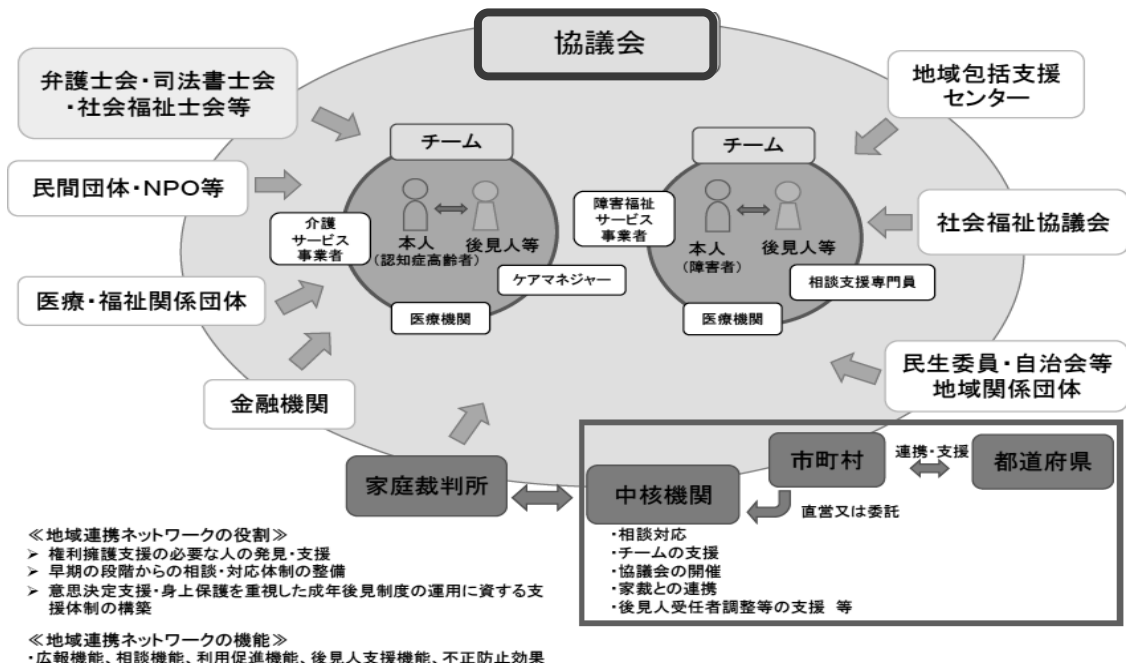 協議会
弁護士会・司法書士会
・社会福祉士会等
民間団体・NPO等
医療・福祉関係団体
金融機関
地域包括支援
センター
社会福祉協議会
民生委員・自治会等
地域関係団体
チーム
介護
サービス
事業者
本人
(認知症高齢者)
後見人等
ケアマネジャー
医療機関
チーム
障害福祉
サービス
事業者
本人
(障害者)
後見人等
相談支援専門員
医療機関
家庭裁判所
中核機関
市町村
連携・支援
都道府県
直営又は委託
・相談対応
・チームの支援
・協議会の開催
・家裁との連携
・後見人受任者調整等の支援 等
≪地域連携ネットワークの役割≫
➢ 権利擁護支援の必要な人の発見・支援
➢ 早期の段階からの相談・対応体制の整備
➢ 意思決定支援・身上保護を重視した成年後見制度の運用に資する支
援体制の構築
≪地域連携ネットワークの機能≫
・広報機能、相談機能、利用促進機能、後見人支援機能、不正防止効果